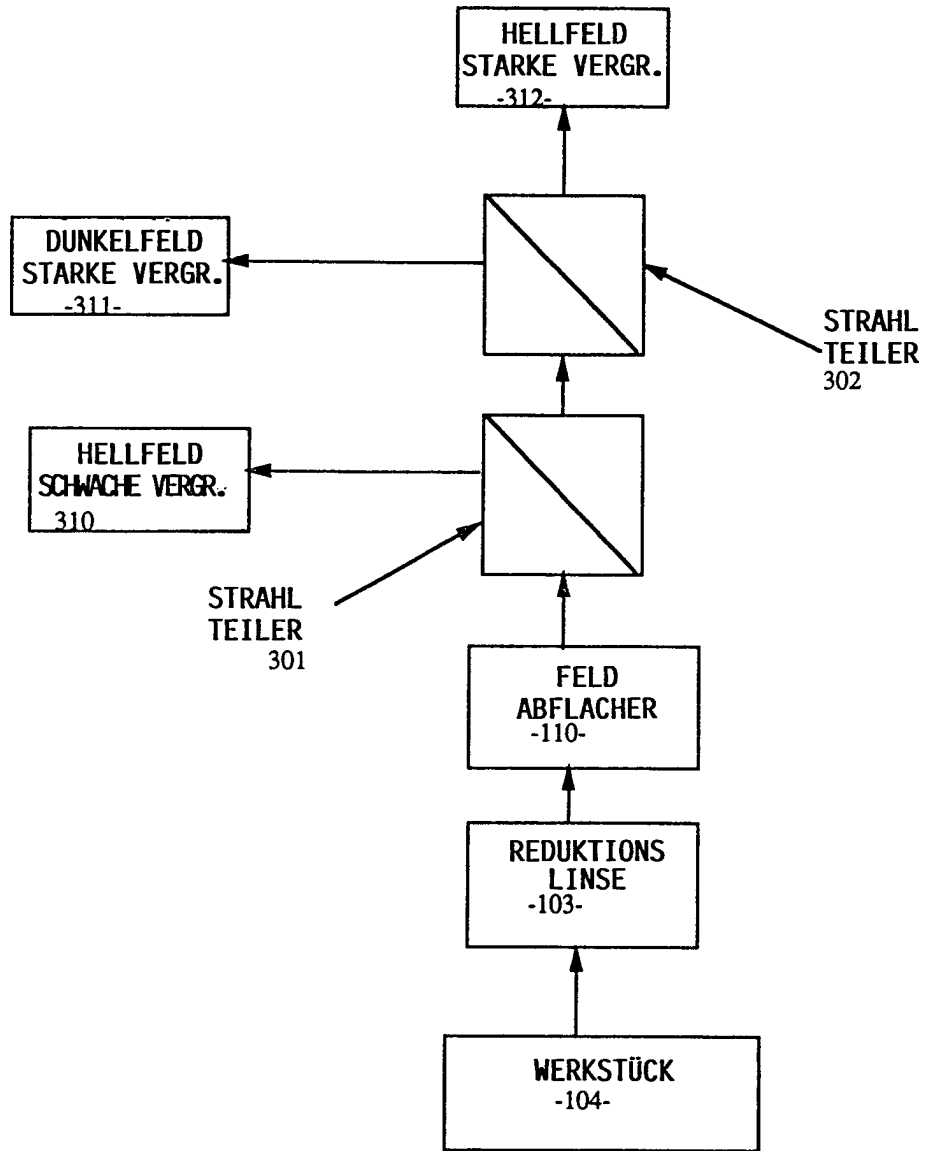 HELLFELD
STARKE VERGR.
-312-
DUNKELFELD
STARKE VERGR.
-311-
STRAHL
TEILER
302
HELLFELD
SCHWACHE VERGR.
310
STRAHL
TEILER
301
FELD
ABFLACHER
-110-
REDUKTIONS
LINSE
-103-
WERKSTÜCK
-104-